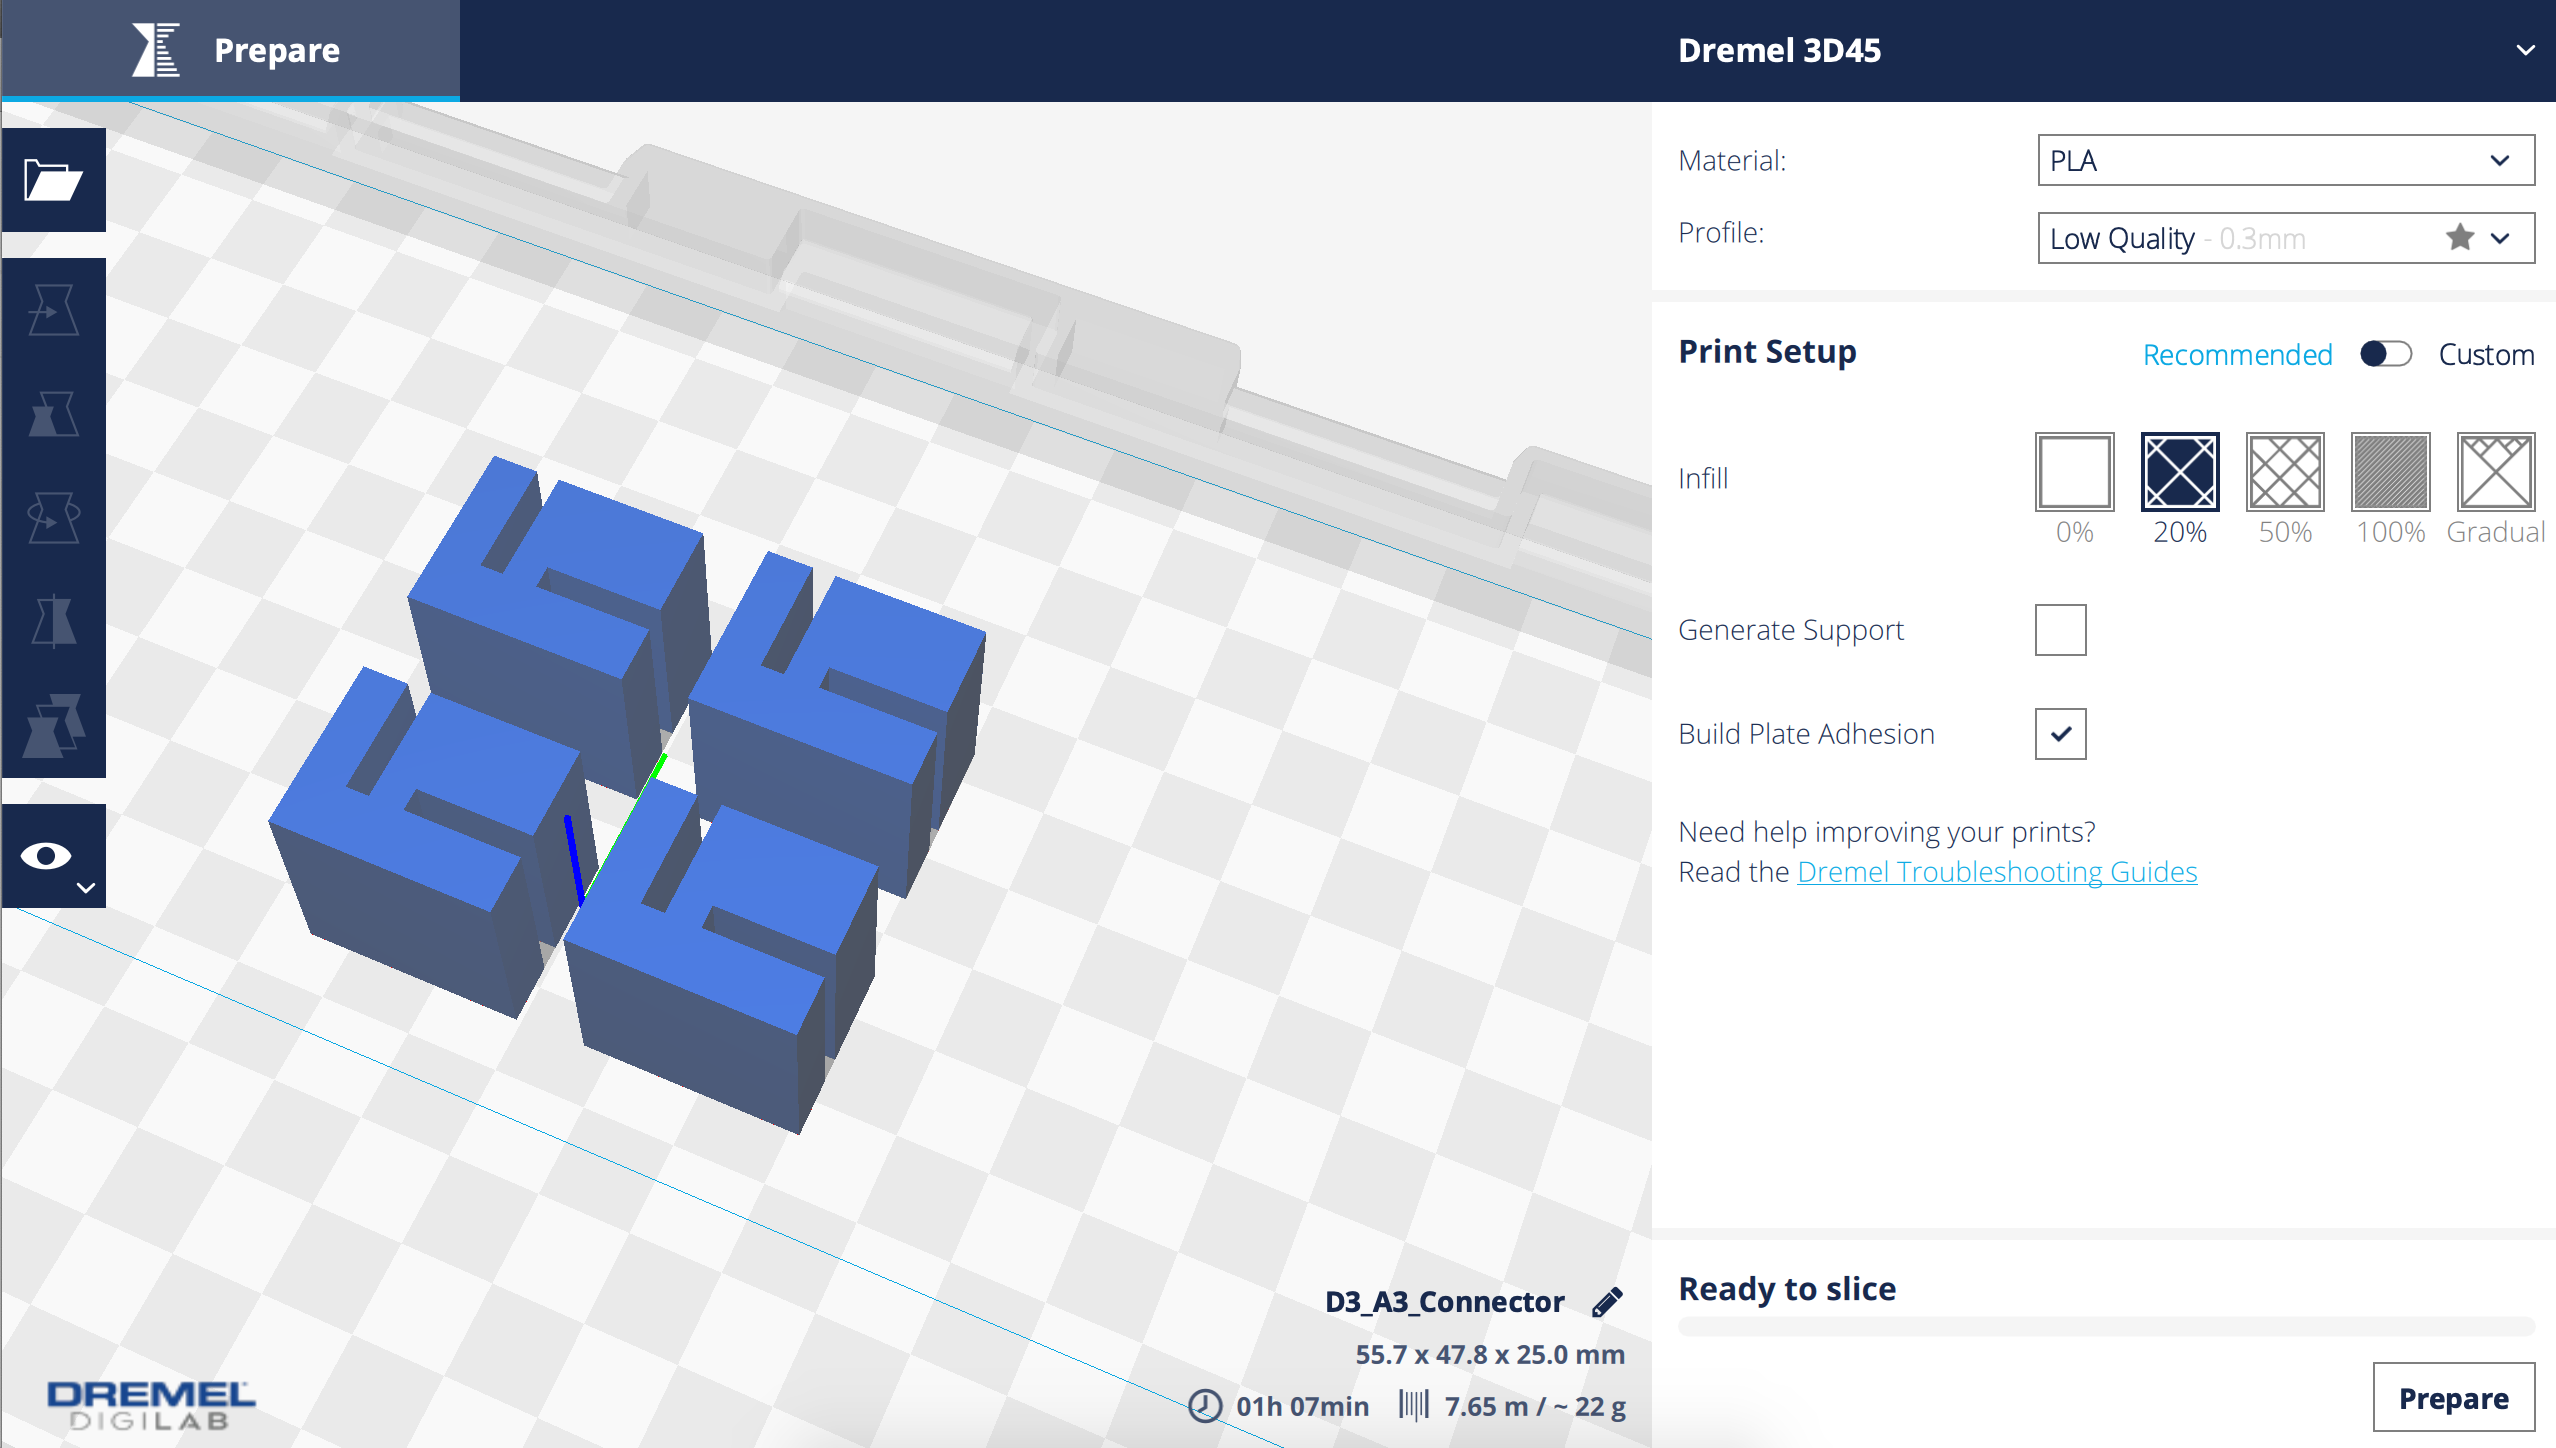 Prepare
Dremel 3D45
Material:
PLA
Profile:
Low Quality - 0.3mm
Print Setup
Recommended
Custom
Infill
0%
20%
50%
100%
Gradual
Generate Support
Build Plate Adhesion
Need help improving your prints?
Read the Dremel Troubleshooting Guides
D3_A3_Connector
55.7 x 47.8 x 25.0 mm
01h 07min
7.65 m / ~ 22 g
DREMEL
DIGILAB
Ready to slice
Prepare